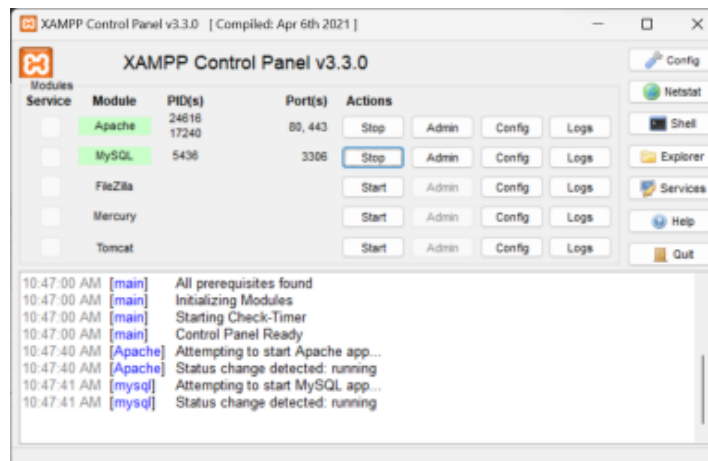 XAMPP Control Panel v3.3.0 [ Compiled: Apr 6th 2021 ]
XAMPP Control Panel v3.3.0
Config
Modules
Service Module PID(s) Port(s) Actions
Netstat
Apache 24616 17240 80, 443 Stop Admin Config Logs
Shell
MySQL 5436 3306 Stop Admin Config Logs
Explorer
FileZilla Start Admin Config Logs
Services
Mercury Start Admin Config Logs
Help
Tomcat Start Admin Config Logs
Quit
10:47:00 AM [main] All prerequisites found
10:47:00 AM [main] Initializing Modules
10:47:00 AM [main] Starting Check-Timer
10:47:00 AM [main] Control Panel Ready
10:47:40 AM [Apache] Attempting to start Apache app...
10:47:40 AM [Apache] Status change detected: running
10:47:41 AM [mysql] Attempting to start MySQL app...
10:47:41 AM [mysql] Status change detected: running